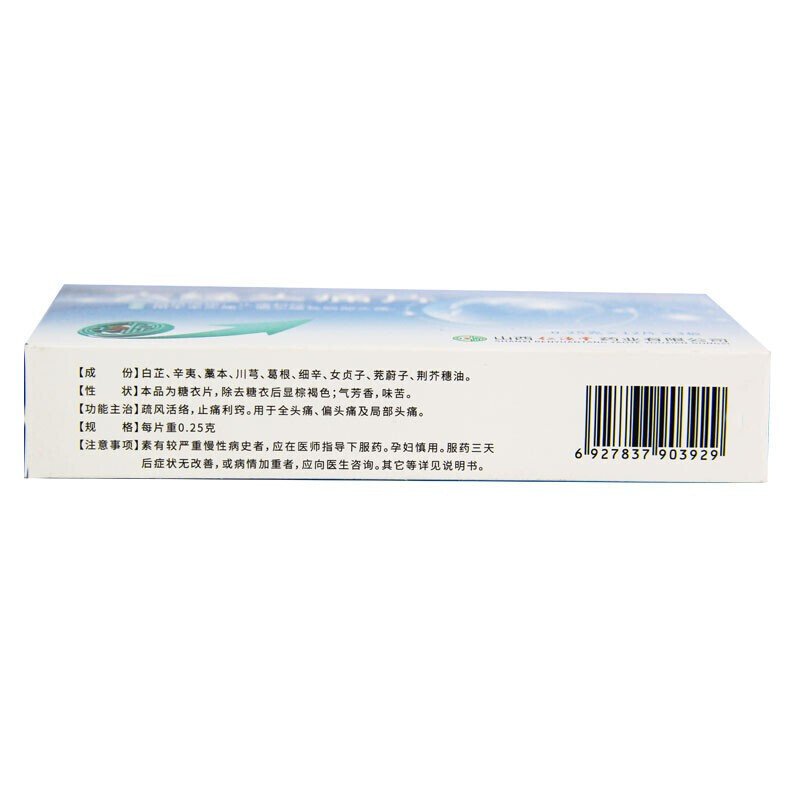 【成　　份】白芷、辛夷、藁本、川芎、葛根、细辛、女贞子、茺蔚子、荆芥穗油。
【性　　状】本品为糖衣片，除去糖衣后显棕褐色；气芳香，味苦。
【功能主治】疏风活络，止痛利窍。用于全头痛、偏头痛及局部头痛。
【规　　格】每片重0.25克
【注意事项】素有较严重慢性病史者，应在医师指导下服药。孕妇慎用。服药三天
后症状无改善，或病情加重者，应向医生咨询。其它等详见说明书。
6 927837 903929